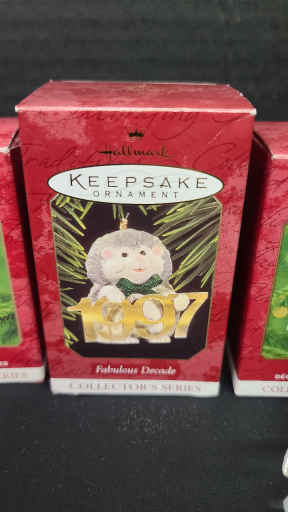 Hallmark
KEEPSAKE
ORNAMENT
1997
Fabulous Decade
COLLECTOR'S SERIES